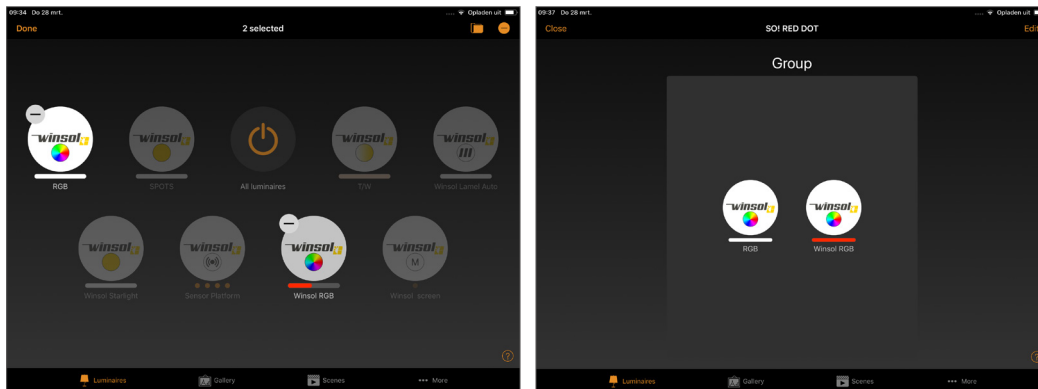 09:34 Do 28 mrt.
Opladen uit
Done
2 selected
winsol
RGB
winsol
SPOTS
All luminaires
winsol
T/W
winsol
Winsol Lamel Auto
winsol
Winsol Starlight
winsol
Sensor Platform
winsol
Winsol RGB
winsol
M
Winsol screen
?
Luminaires
Gallery
Scenes
More
09:37 Do 28 mrt.
Opladen uit
Close
SO! RED DOT
Edit
Group
winsol
RGB
winsol
Winsol RGB
?
Luminaires
Gallery
Scenes
More